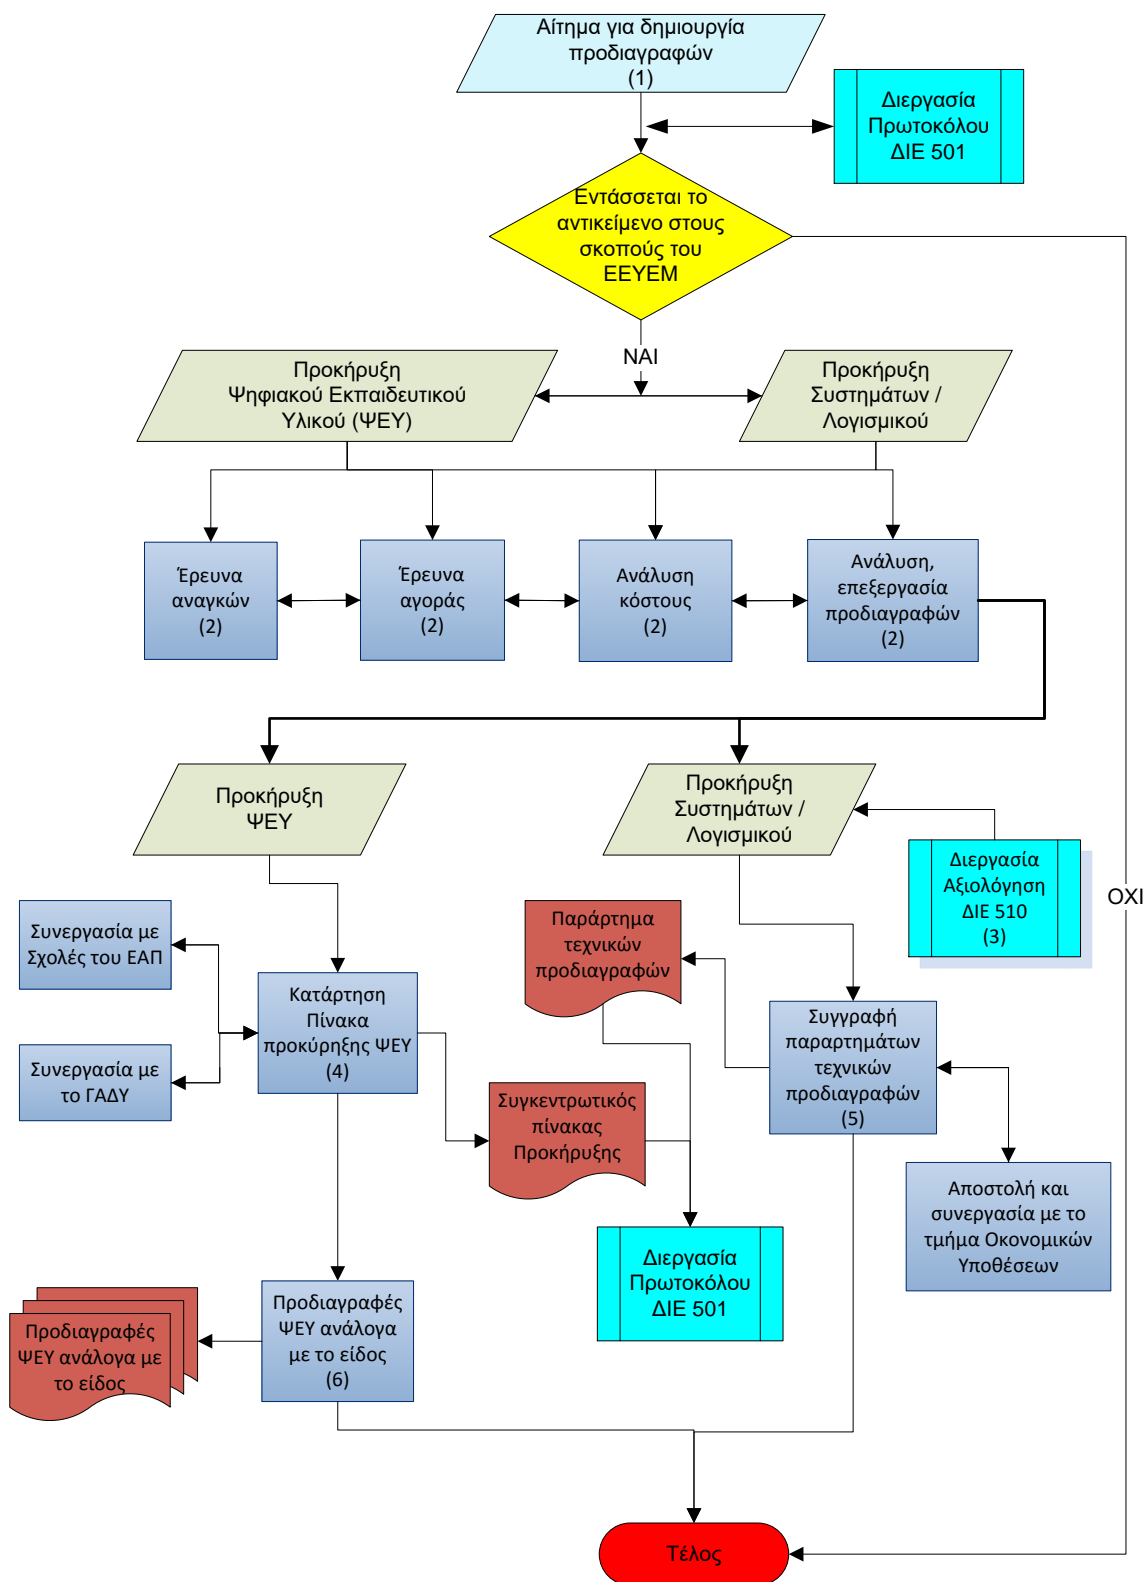 Αίτημα για δημιουργία
προδιαγραφών
(1)
Διεργασία
Πρωτοκόλου
ΔΙΕ 501
Εντάσσεται το
αντικείμενο στους
σκοπούς του
ΕΕΥΕΜ
ΝΑΙ
Προκήρυξη
Ψηφιακού Εκπαιδευτικού
Υλικού (ΨΕΥ)
Προκήρυξη
Συστημάτων /
Λογισμικού
Έρευνα
αναγκών
(2)
Έρευνα
αγοράς
(2)
Ανάλυση
κόστους
(2)
Ανάλυση,
επεξεργασία
προδιαγραφών
(2)
Προκήρυξη
ΨΕΥ
Προκήρυξη
Συστημάτων /
Λογισμικού
Διεργασία
Αξιολόγηση
ΔΙΕ 510
(3)
ΟΧΙ
Συνεργασία με
Σχολές του ΕΑΠ
Παράρτημα
τεχνικών
προδιαγραφών
Κατάρτηση
Πίνακα
προκύρηξης ΨΕΥ
(4)
Συγγραφή
παραρτημάτων
τεχνικών
προδιαγραφών
(5)
Συνεργασία με
το ΓΑΔΥ
Συγκεντρωτικός
πίνακας
Προκήρυξης
Αποστολή και
συνεργασία με το
τμήμα Οκονομικών
Υποθέσεων
Διεργασία
Πρωτοκόλου
ΔΙΕ 501
Προδιαγραφές
ΨΕΥ ανάλογα
με το είδος
(6)
Προδιαγραφές
ΨΕΥ ανάλογα με
το είδος
Τέλος